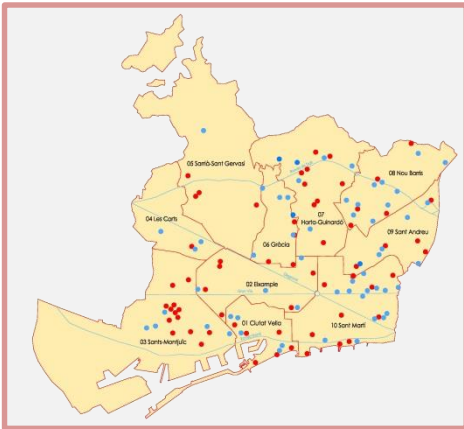 05 Sarrià-Sant Gervasi
08 Nou Barris
07
Horta-Guinardó
04 Les Corts
09 Sant Andreu
06 Gràcia
02 Eixample
01 Ciutat Vella
10 Sant Martí
03 Sants-Montjuïc